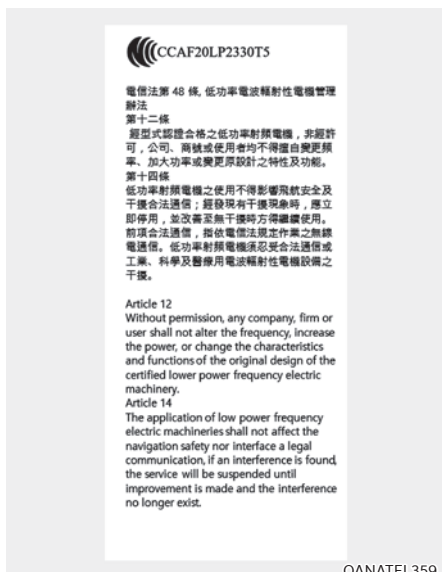 CCAF20LP2330T5
電信法第 48 條, 低功率電波輻射性電機管理
辦法
第十二條
經型式認證合格之低功率射頻電機，非經許
可，公司、商號或使用者均不得擅自變更頻
率、加大功率或變更原設計之特性及功能。
第十四條
低功率射頻電機之使用不得影響飛航安全及
干擾合法通信；經發現有干擾現象時，應立
即停用，並改善至無干擾時方得繼續使用。
前項合法通信，指依電信法規定作業之無線
電通信。低功率射頻電機須忍受合法通信或
工業、科學及醫療用電波輻射性電機設備之
干擾。
Article 12
Without permission, any company, firm or
user shall not alter the frequency, increase
the power, or change the characteristics
and functions of the original design of the
certified lower power frequency electric
machinery.
Article 14
The application of low power frequency
electric machineries shall not affect the
navigation safety nor interface a legal
communication, if an interference is found,
the service will be suspended until
improvement is made and the interference
no longer exist.